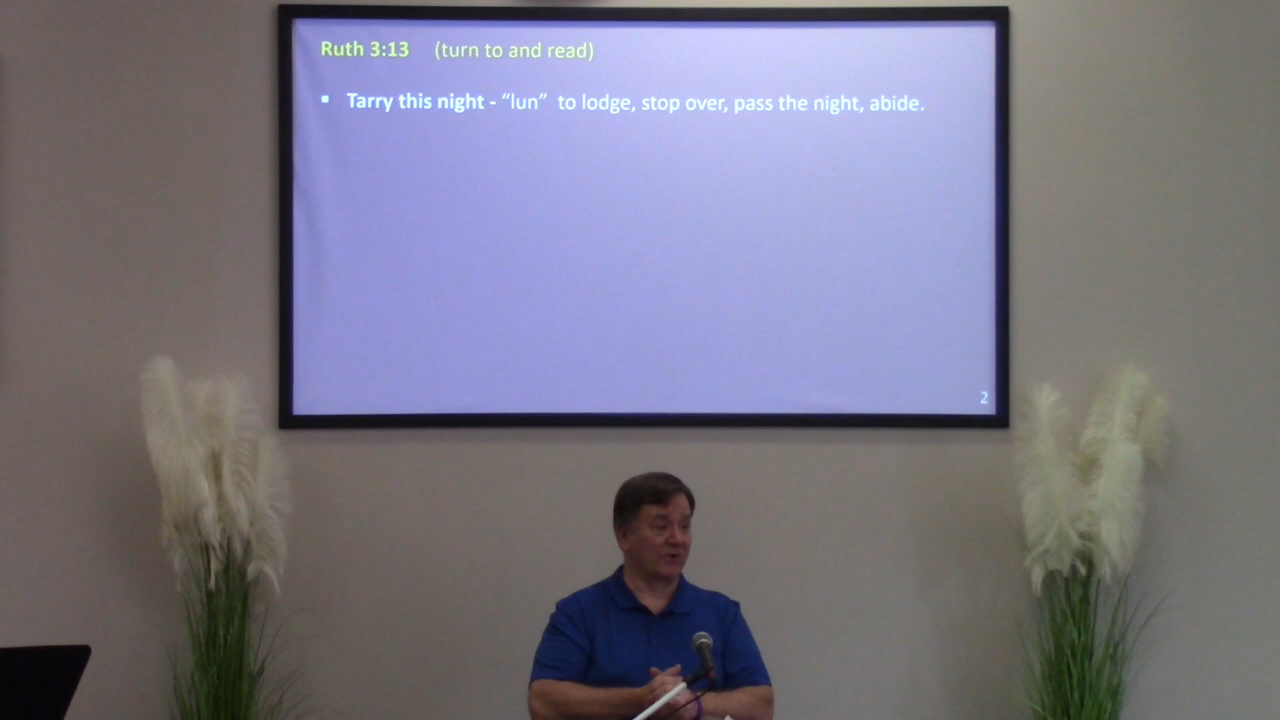 Ruth 3:13 (turn to and read)
▪ Tarry this night - “lun” to lodge, stop over, pass the night, abide.
2